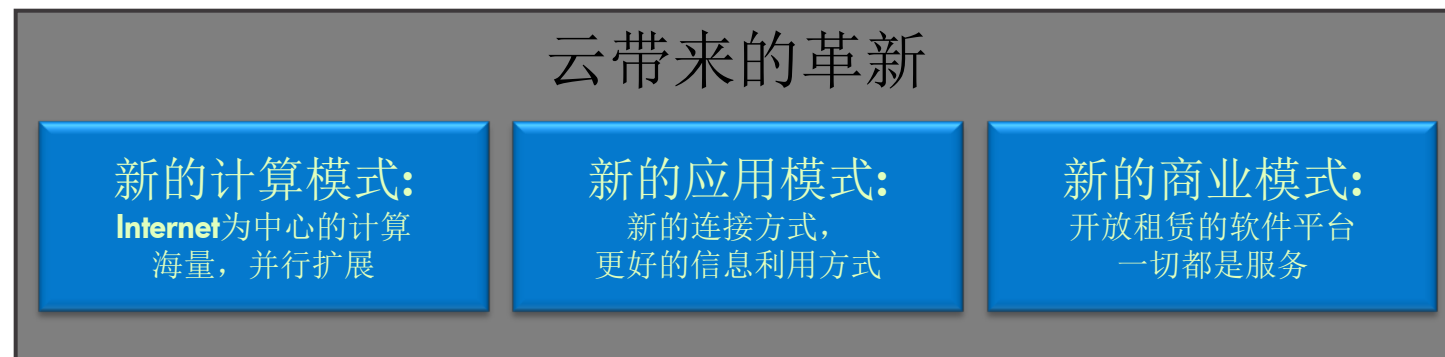 云带来的革新
新的计算模式:
Internet为中心的计算
海量，并行扩展
新的应用模式:
新的连接方式，
更好的信息利用方式
新的商业模式:
开放租赁的软件平台
一切都是服务